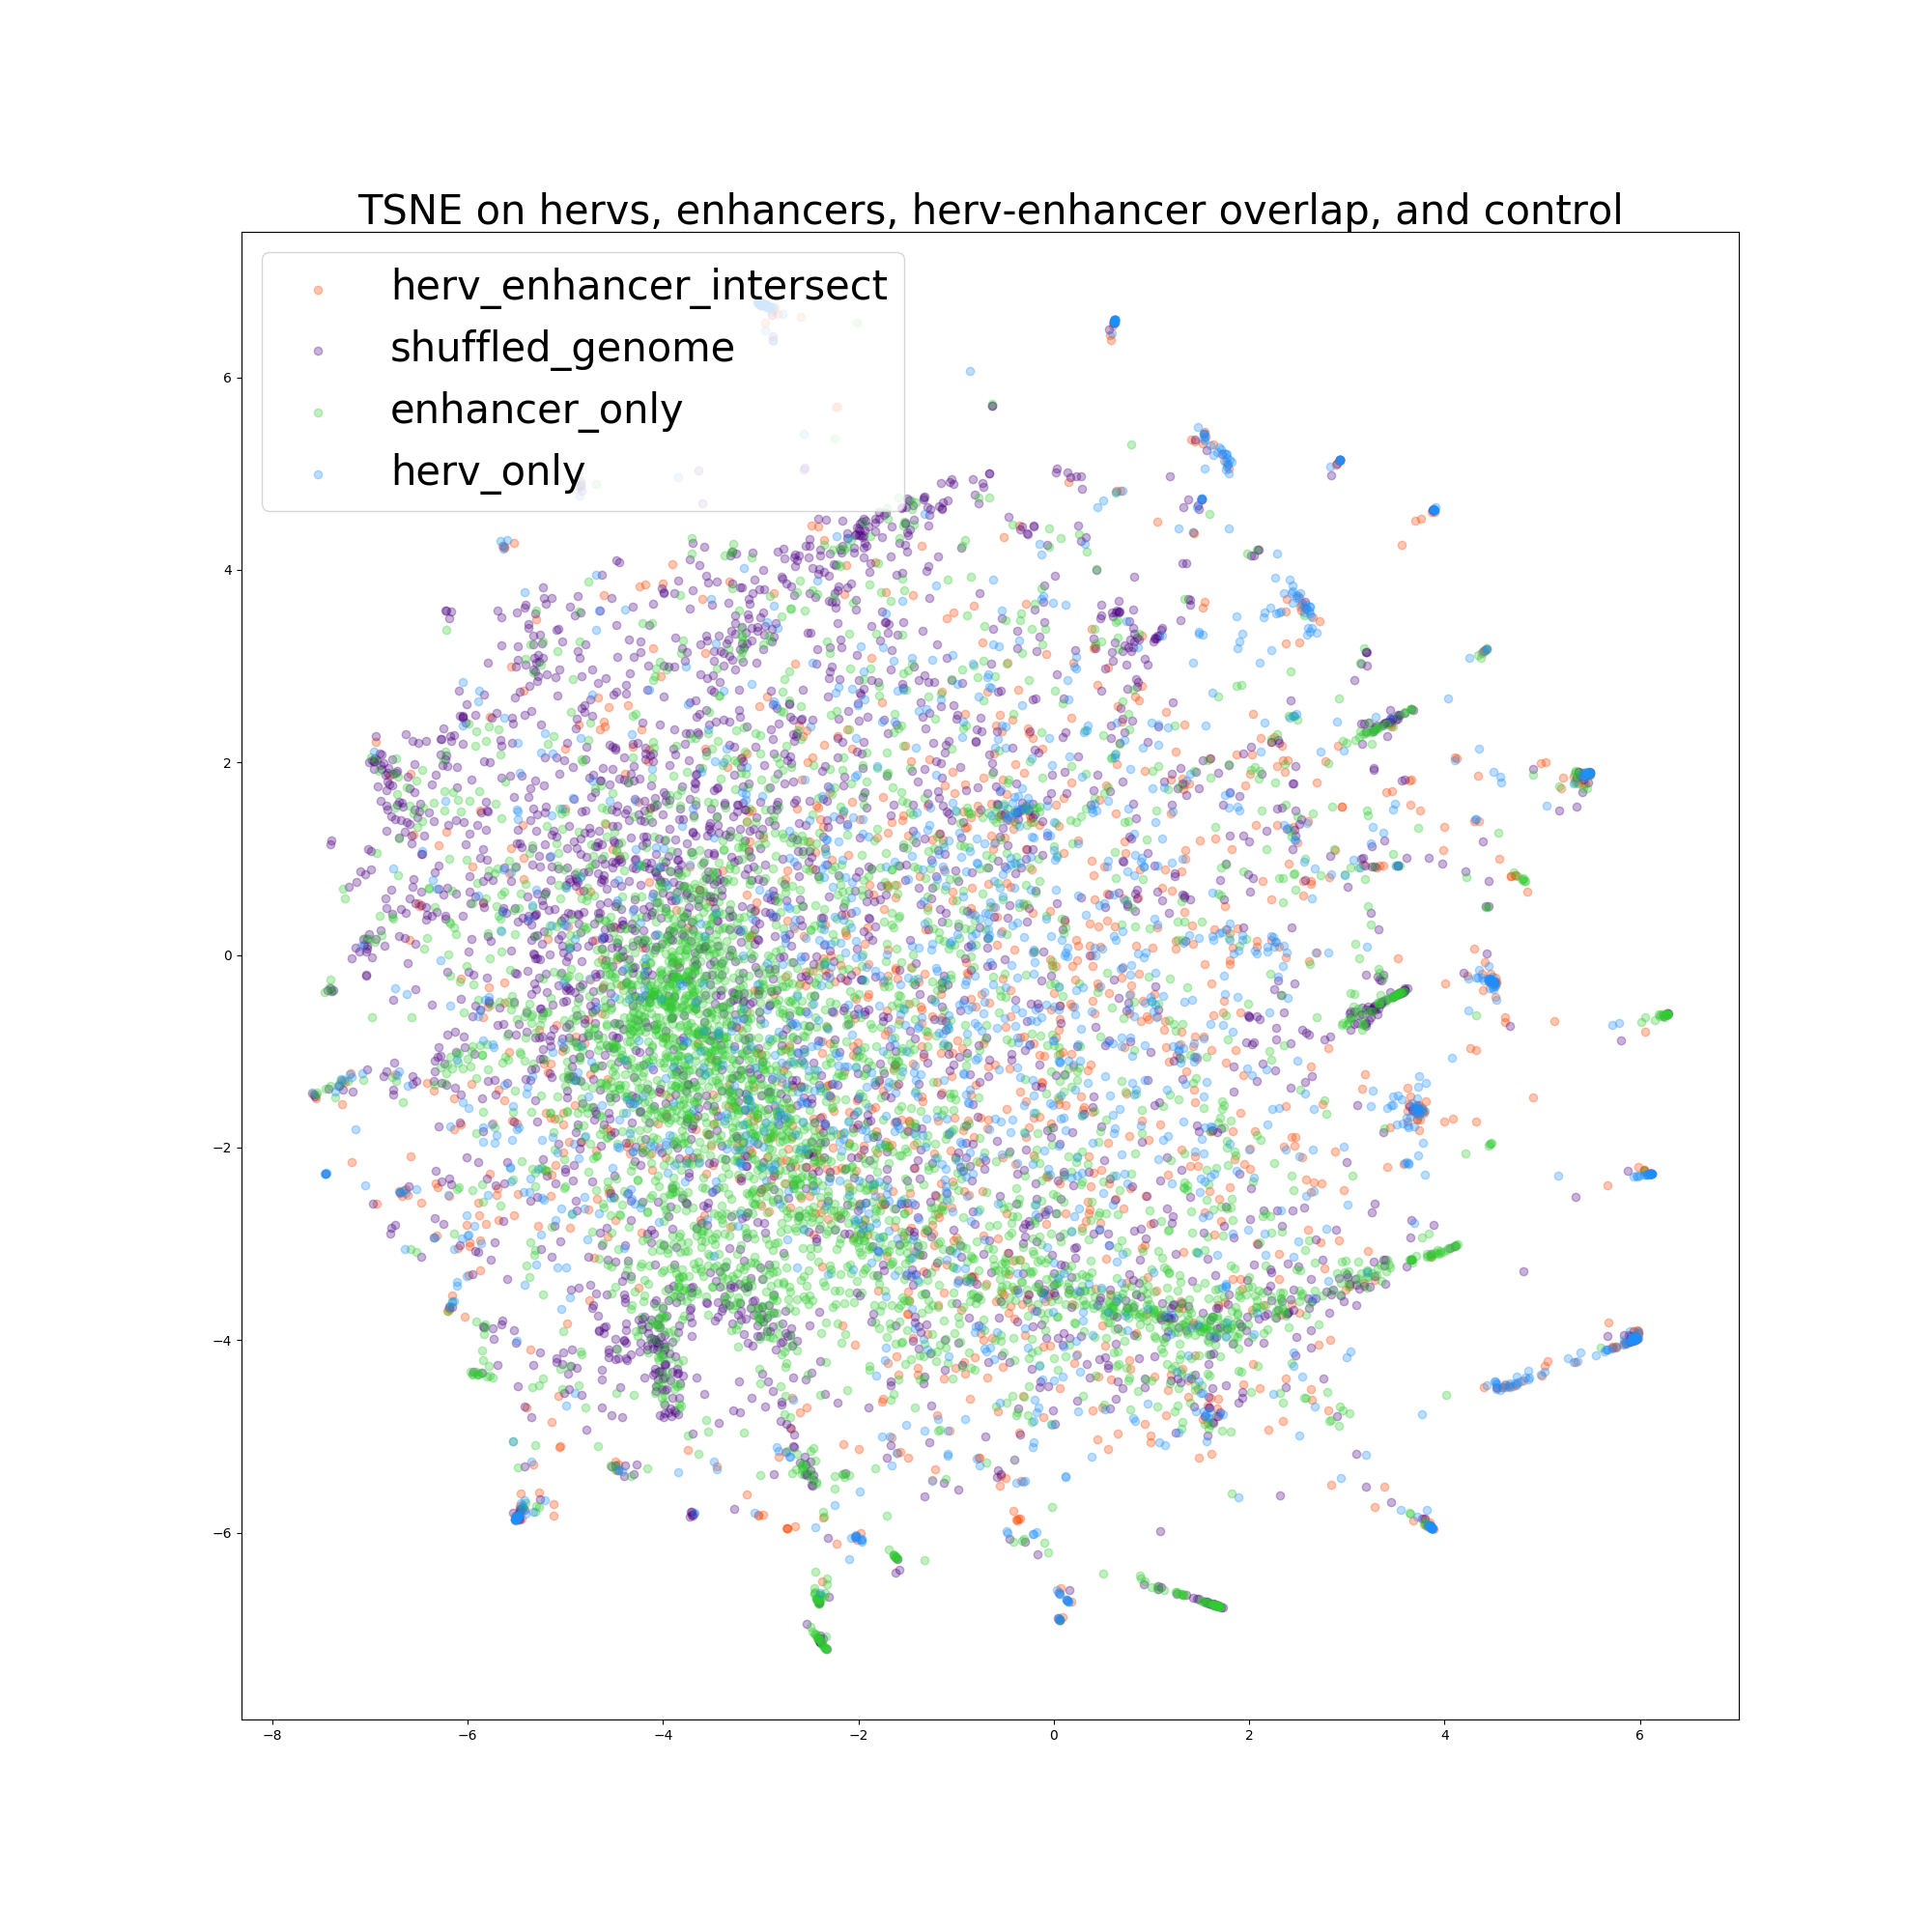 TSNE on hervs, enhancers, herv-enhancer overlap, and control
herv_enhancer_intersect
shuffled_genome
enhancer_only
herv_only
6
4
2
0
−2
−4
−6
−8 −6 −4 −2 0 2 4 6